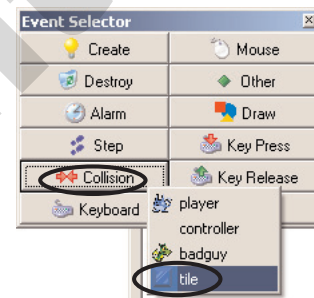 Event Selector
Create
Mouse
Destroy
Other
Alarm
Draw
Step
Key Press
Collision
Key Release
Keyboard
player
controller
badguy
tile